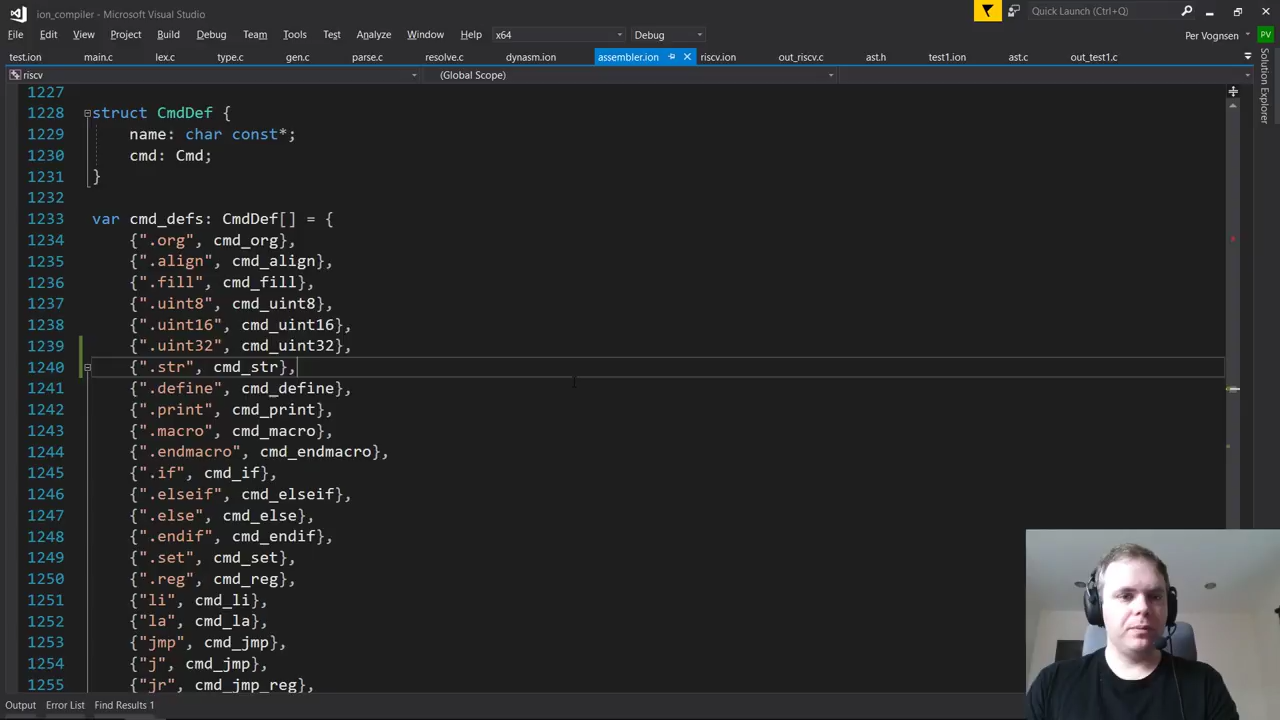 ion_compiler - Microsoft Visual Studio
Quick Launch (Ctrl+Q)
File Edit View Project Build Debug Team Tools Test Analyze Window Help x64 Debug
Per Vognsen PV
test.ion main.c lex.c type.c gen.c parse.c resolve.c dynasm.ion assembler.ion riscv.ion out_riscv.c ast.h test1.ion ast.c out_test1.c
riscv (Global Scope)
Solution Explorer
1227
1228 struct CmdDef {
1229 name: char const*;
1230 cmd: Cmd;
1231 }
1232
1233 var cmd_defs: CmdDef[] = {
1234 {".org", cmd_org},
1235 {".align", cmd_align},
1236 {".fill", cmd_fill},
1237 {".uint8", cmd_uint8},
1238 {".uint16", cmd_uint16},
1239 {".uint32", cmd_uint32},
1240 {".str", cmd_str},
1241 {".define", cmd_define},
1242 {".print", cmd_print},
1243 {".macro", cmd_macro},
1244 {".endmacro", cmd_endmacro},
1245 {".if", cmd_if},
1246 {".elseif", cmd_elseif},
1247 {".else", cmd_else},
1248 {".endif", cmd_endif},
1249 {".set", cmd_set},
1250 {".reg", cmd_reg},
1251 {"li", cmd_li},
1252 {"la", cmd_la},
1253 {"jmp", cmd_jmp},
1254 {"j", cmd_jmp},
1255 {"jr", cmd_jmp_reg},
Output Error List Find Results 1